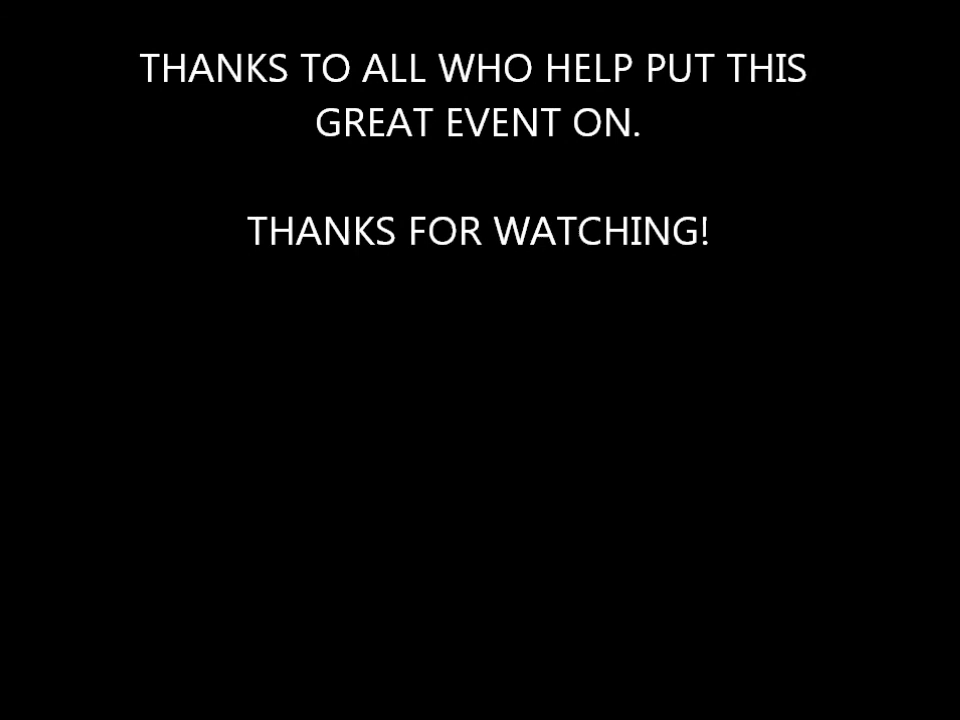 THANKS TO ALL WHO HELP PUT THIS
GREAT EVENT ON.
THANKS FOR WATCHING!